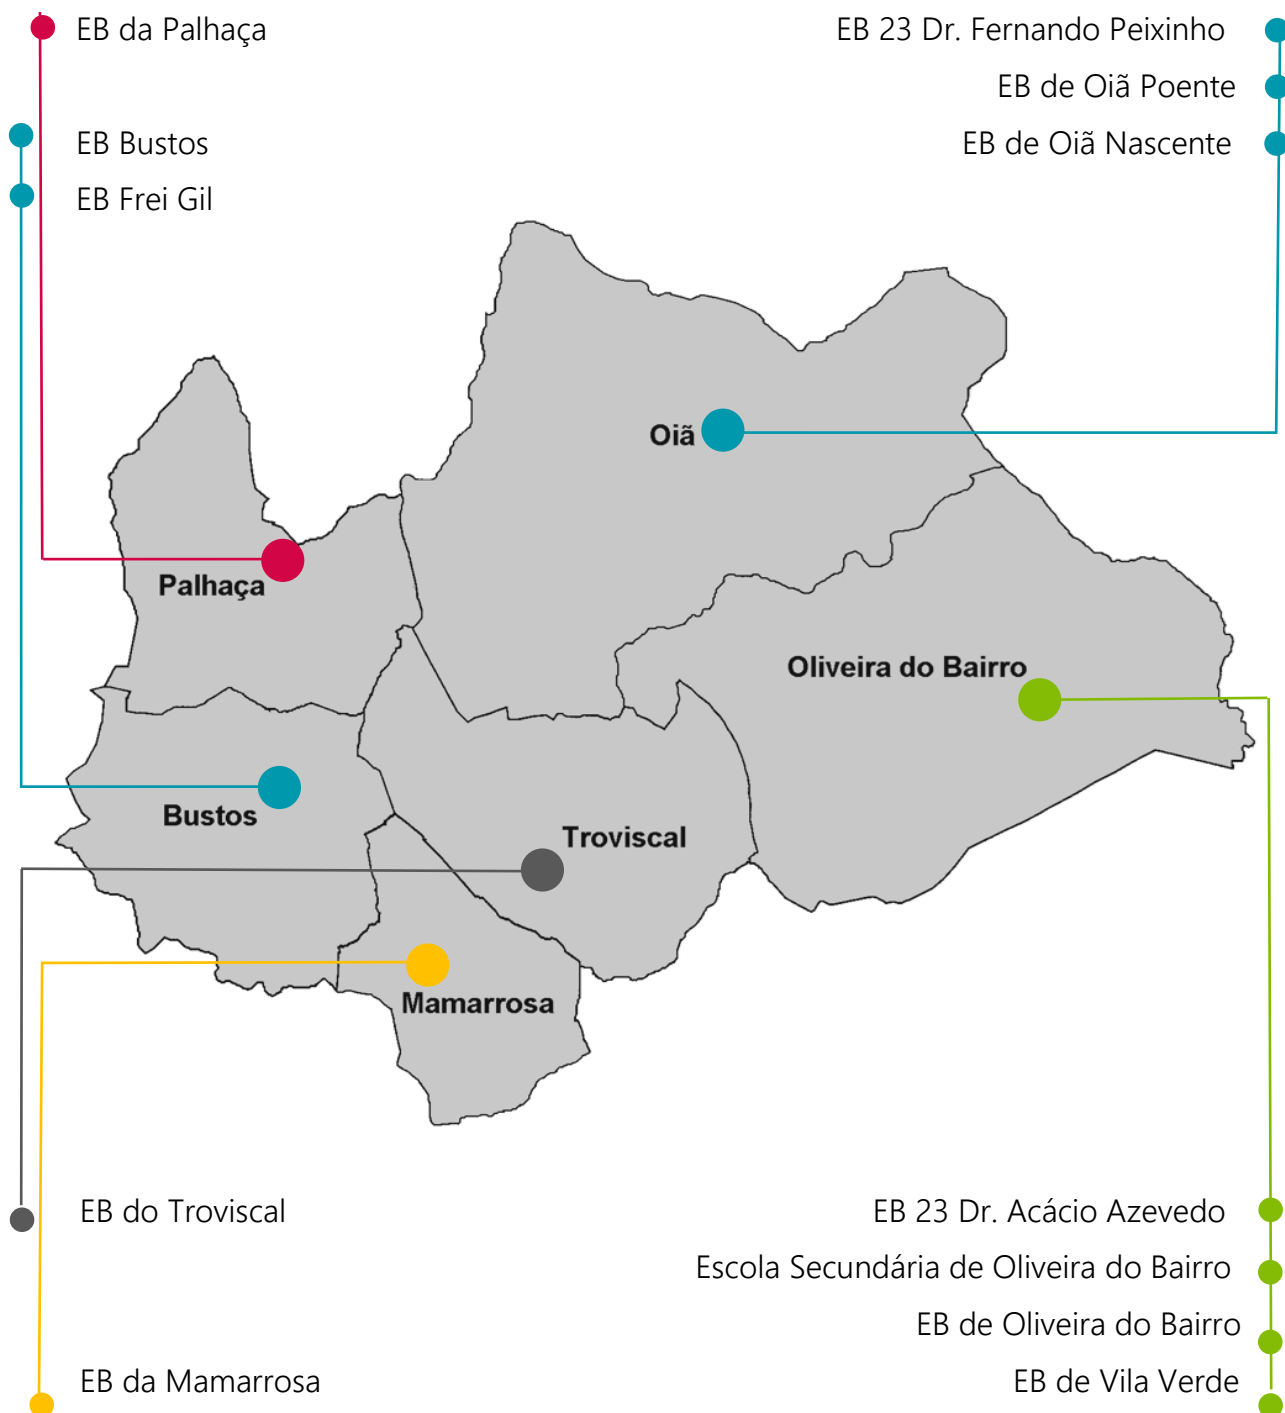 EB da Palhaça
EB 23 Dr. Fernando Peixinho
EB de Oiã Poente
EB Bustos
EB de Oiã Nascente
EB Frei Gil
Oiã
Palhaça
Oliveira do Bairro
Bustos
Troviscal
Mamarrosa
EB do Troviscal
EB 23 Dr. Acácio Azevedo
Escola Secundária de Oliveira do Bairro
EB de Oliveira do Bairro
EB da Mamarrosa
EB de Vila Verde